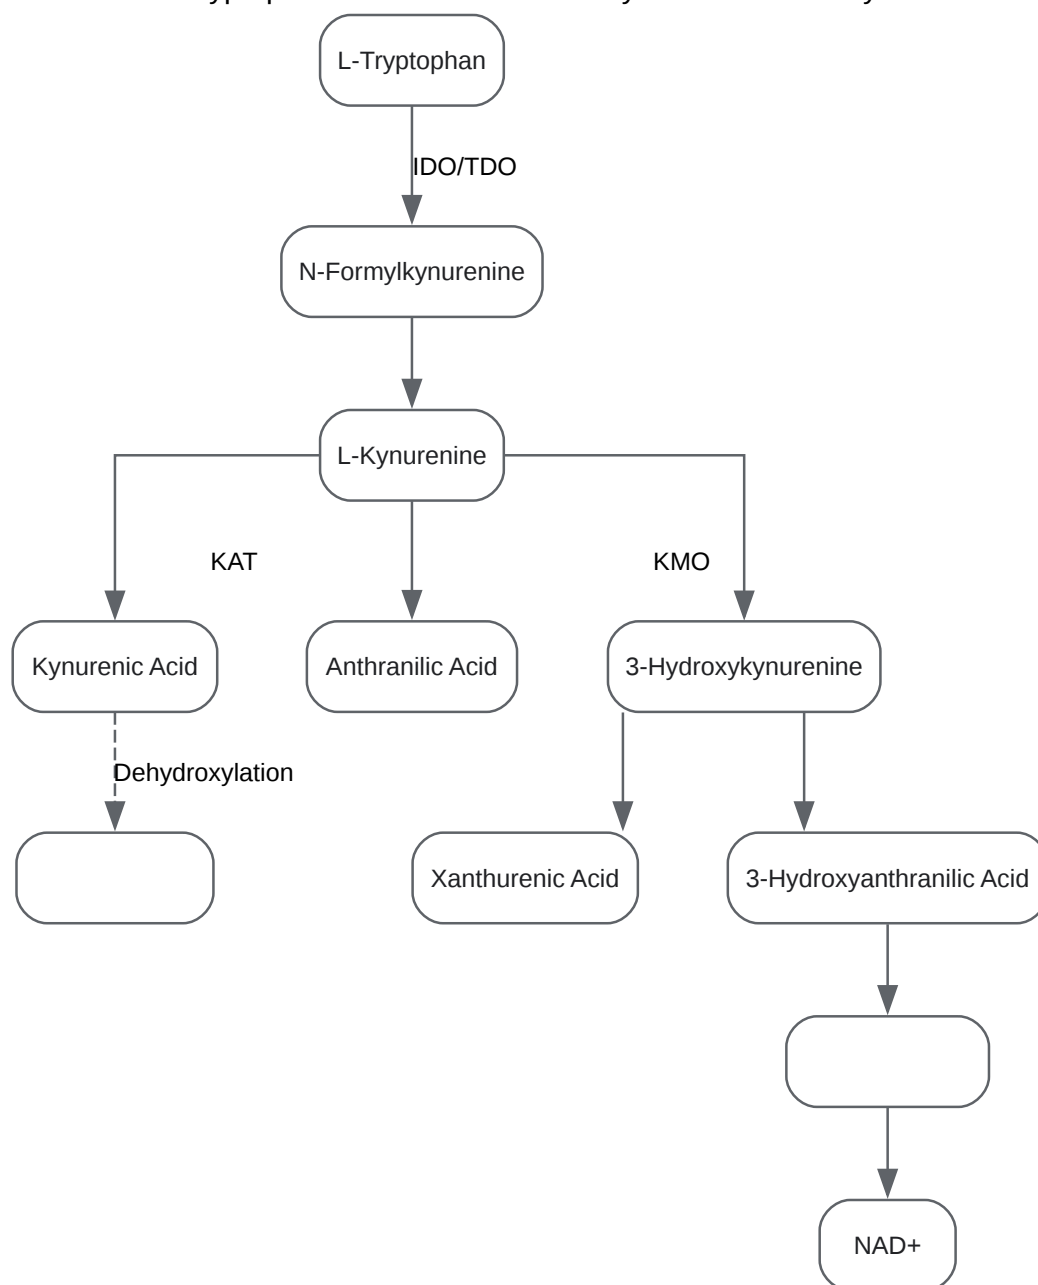 L-Tryptophan
IDO/TDO
N-Formylkynurenine
L-Kynurenine
KAT
KMO
Kynurenic Acid
Anthranilic Acid
3-Hydroxykynurenine
Dehydroxylation
Xanthurenic Acid
3-Hydroxyanthranilic Acid
NAD+